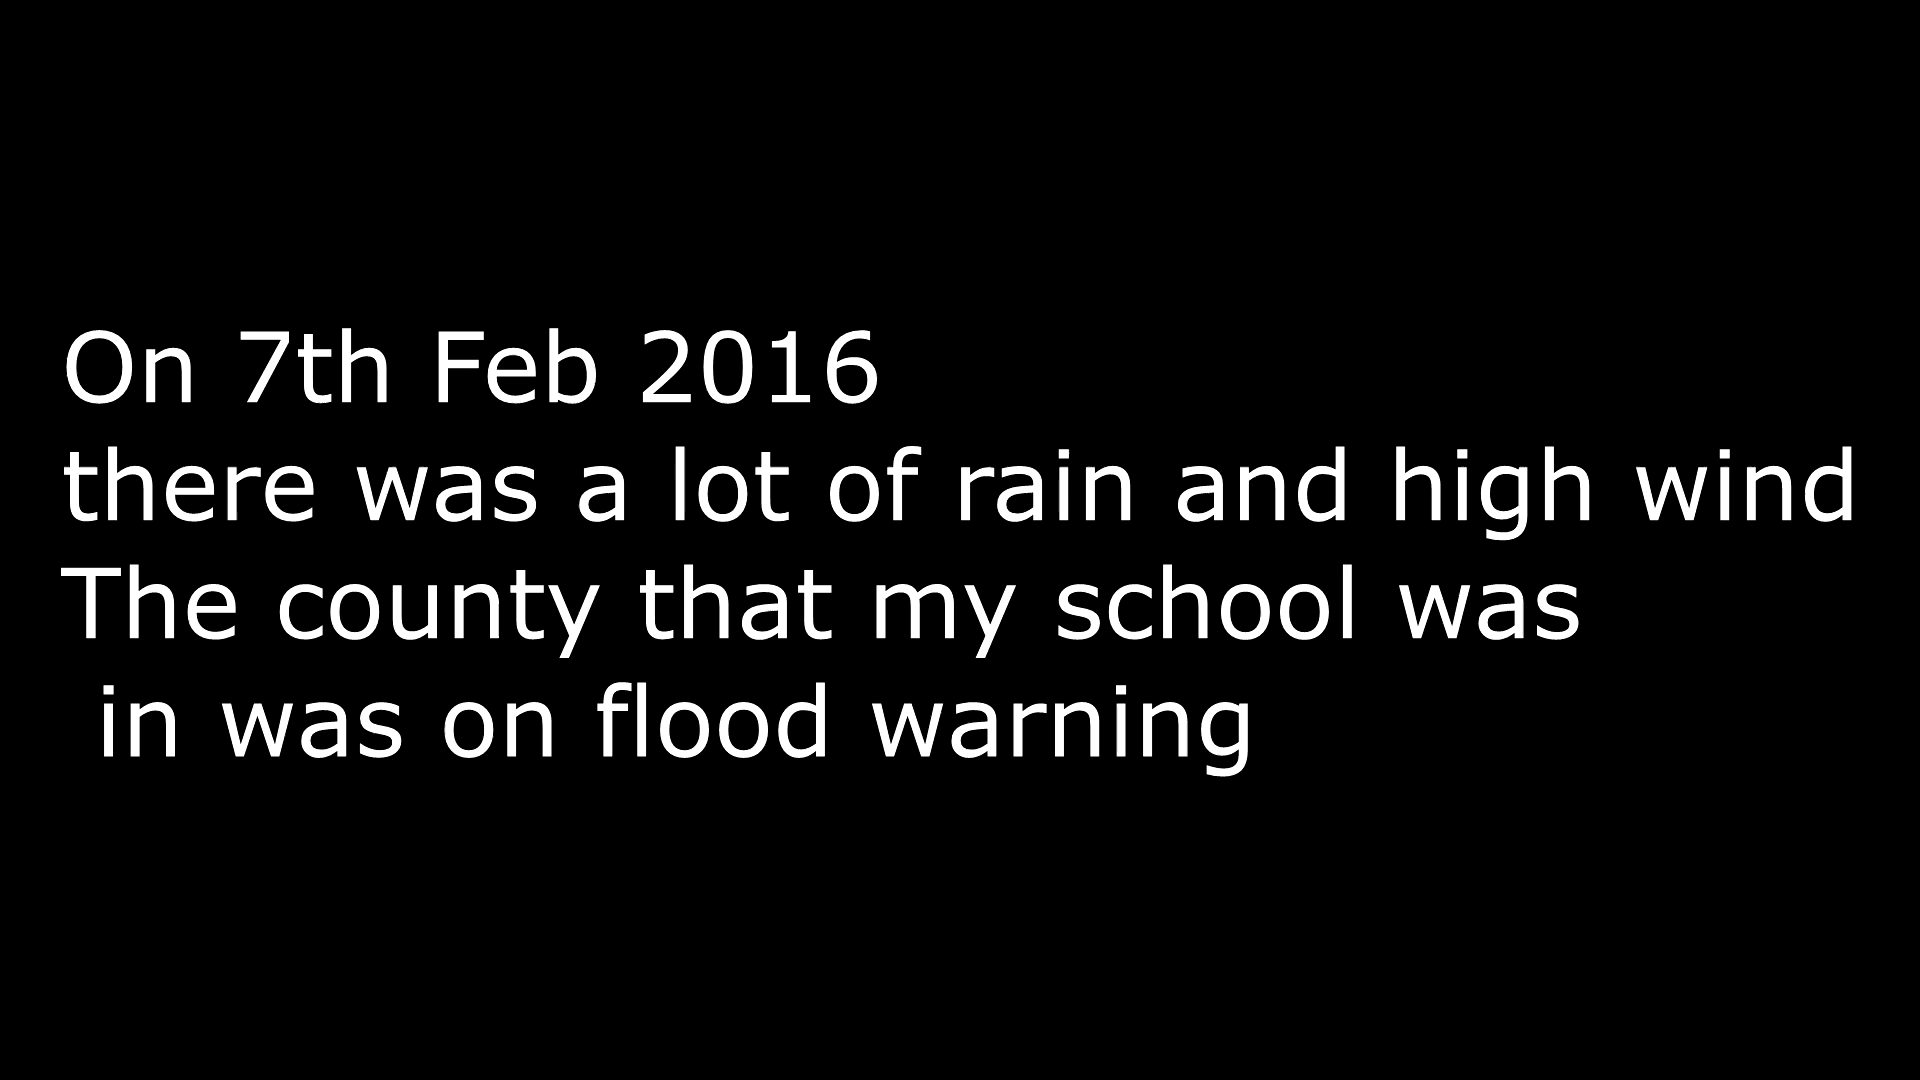 On 7th Feb 2016
there was a lot of rain and high wind
The county that my school was
in was on flood warning